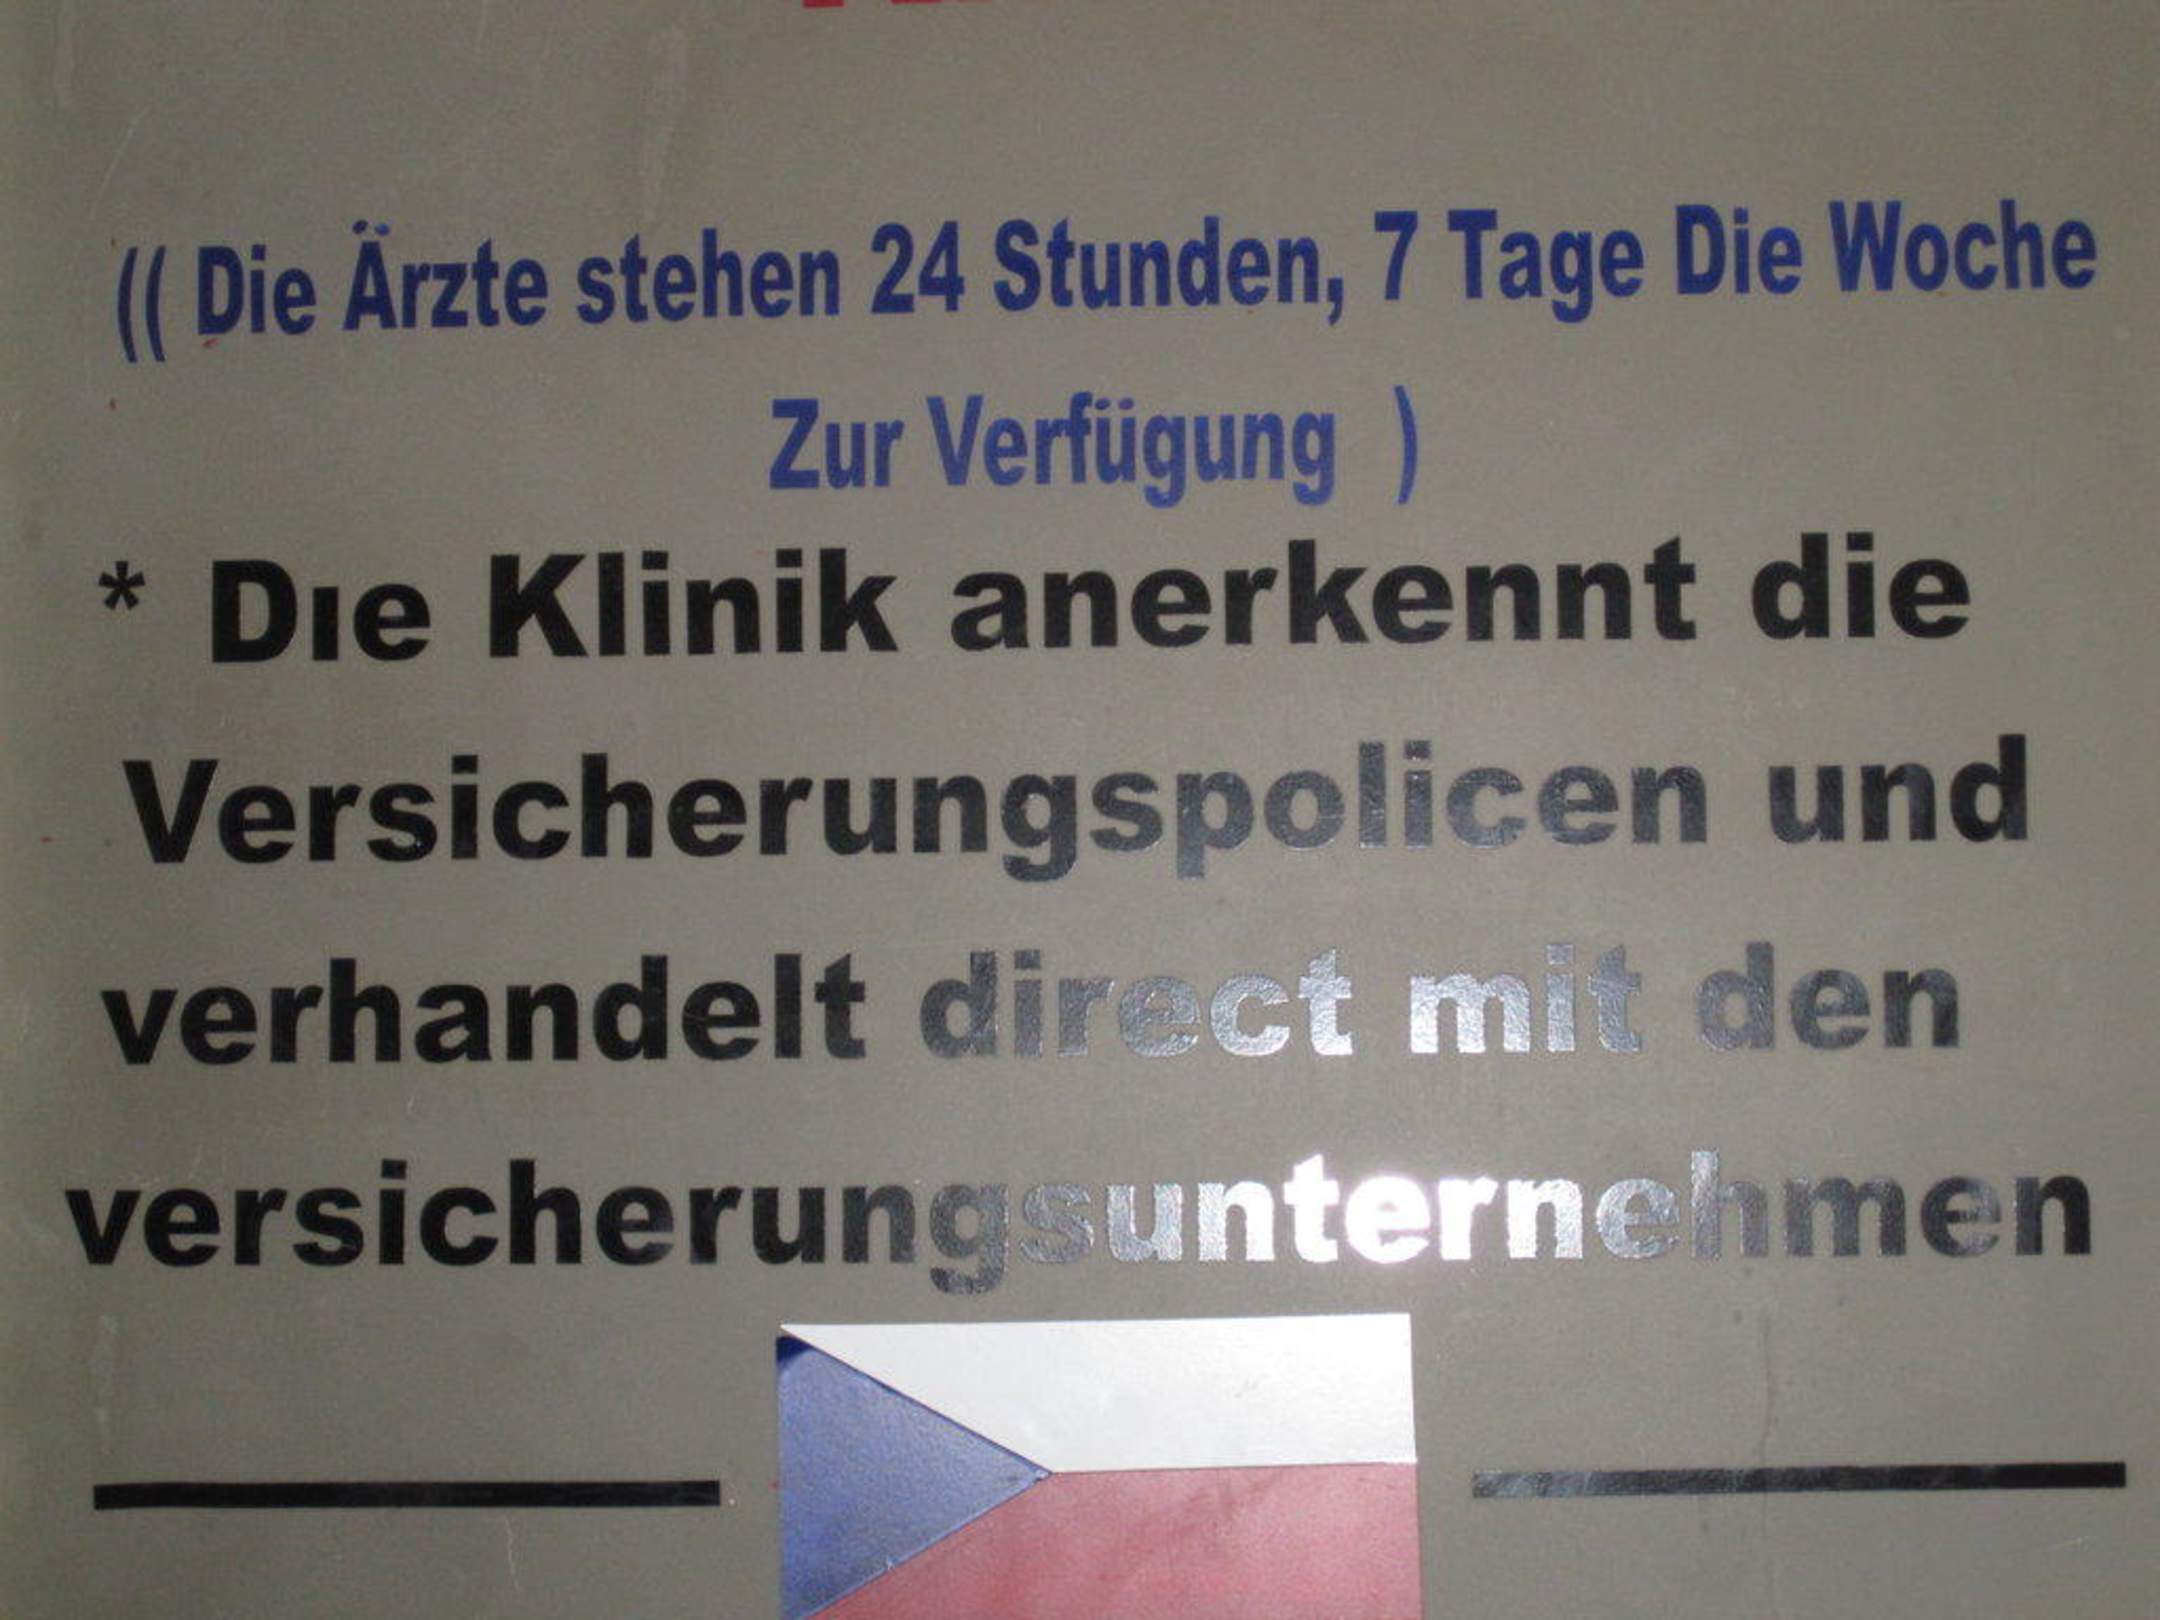 (( Die Ärzte stehen 24 Stunden, 7 Tage Die Woche
Zur Verfügung )
* Dıe Klinik anerkennt die
Versicherungspolicen und
verhandelt direct mit den
versicherungsunternehmen